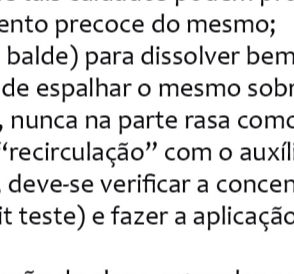 ento precoce do mesmo;
balde) para dissolver bem
de espalhar o mesmo sobr
, nunca na parte rasa como
“recirculação” com o auxíli
, deve-se verificar a concen
it teste) e fazer a aplicação